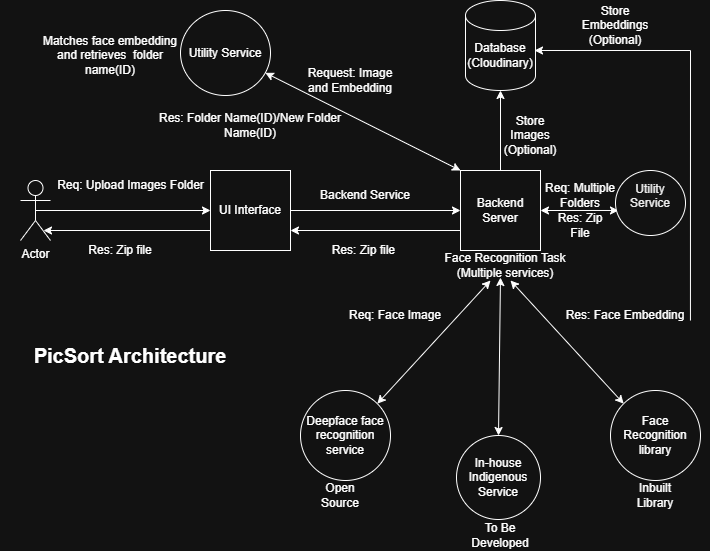 Matches face embedding
and retrieves folder
name(ID)
Utility Service
Request: Image
and Embedding
Res: Folder Name(ID)/New Folder
Name(ID)
Database
(Cloudinary)
Store
Embeddings
(Optional)
Store
Images
(Optional)
Req: Upload Images Folder
UI Interface
Backend Service
Backend
Server
Req: Multiple
Folders
Res: Zip
File
Utility
Service
Actor
Res: Zip file
Res: Zip file
Face Recognition Task
(Multiple services)
Req: Face Image
Res: Face Embedding
PicSort Architecture
Deepface face
recognition
service
Open
Source
In-house
Indigenous
Service
To Be
Developed
Face
Recognition
library
Inbuilt
Library